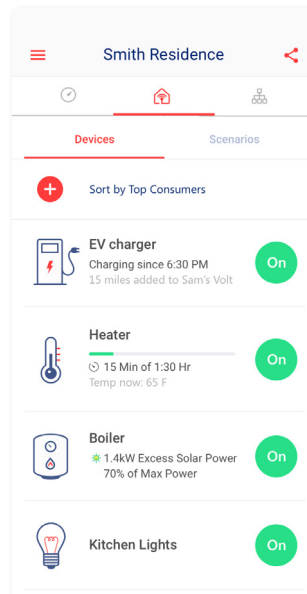 Smith Residence
Devices
Scenarios
Sort by Top Consumers
EV charger
Charging since 6:30 PM
15 miles added to Sam's Volt
On
Heater
15 Min of 1:30 Hr
Temp now: 65 F
On
Boiler
1.4kW Excess Solar Power
70% of Max Power
On
Kitchen Lights
On